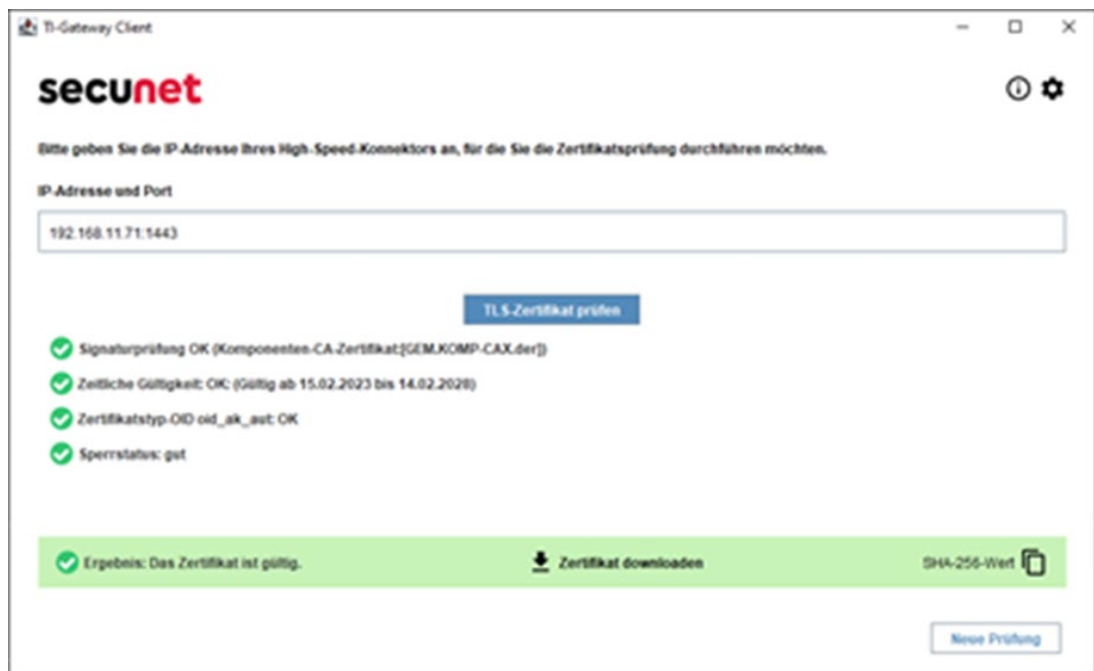 TI-Gateway Client
secunet
Bitte geben Sie die IP-Adresse Ihres High-Speed-Konnektors an, für die Sie die Zertifikatsprüfung durchführen möchten.
IP-Adresse und Port
192.168.11.71:1443
TLS-Zertifikat prüfen
Signaturprüfung OK (Komponenten-CA-Zertifikat:[GEM.KOMP-CAX.der])
Zeitliche Gültigkeit: OK: (Gültig ab 15.02.2023 bis 14.02.2028)
Zertifikatstyp-OID oid_ak_aut: OK
Sperrstatus: gut
Ergebnis: Das Zertifikat ist gültig. Zertifikat downloaden SHA-256-Wert
Neue Prüfung